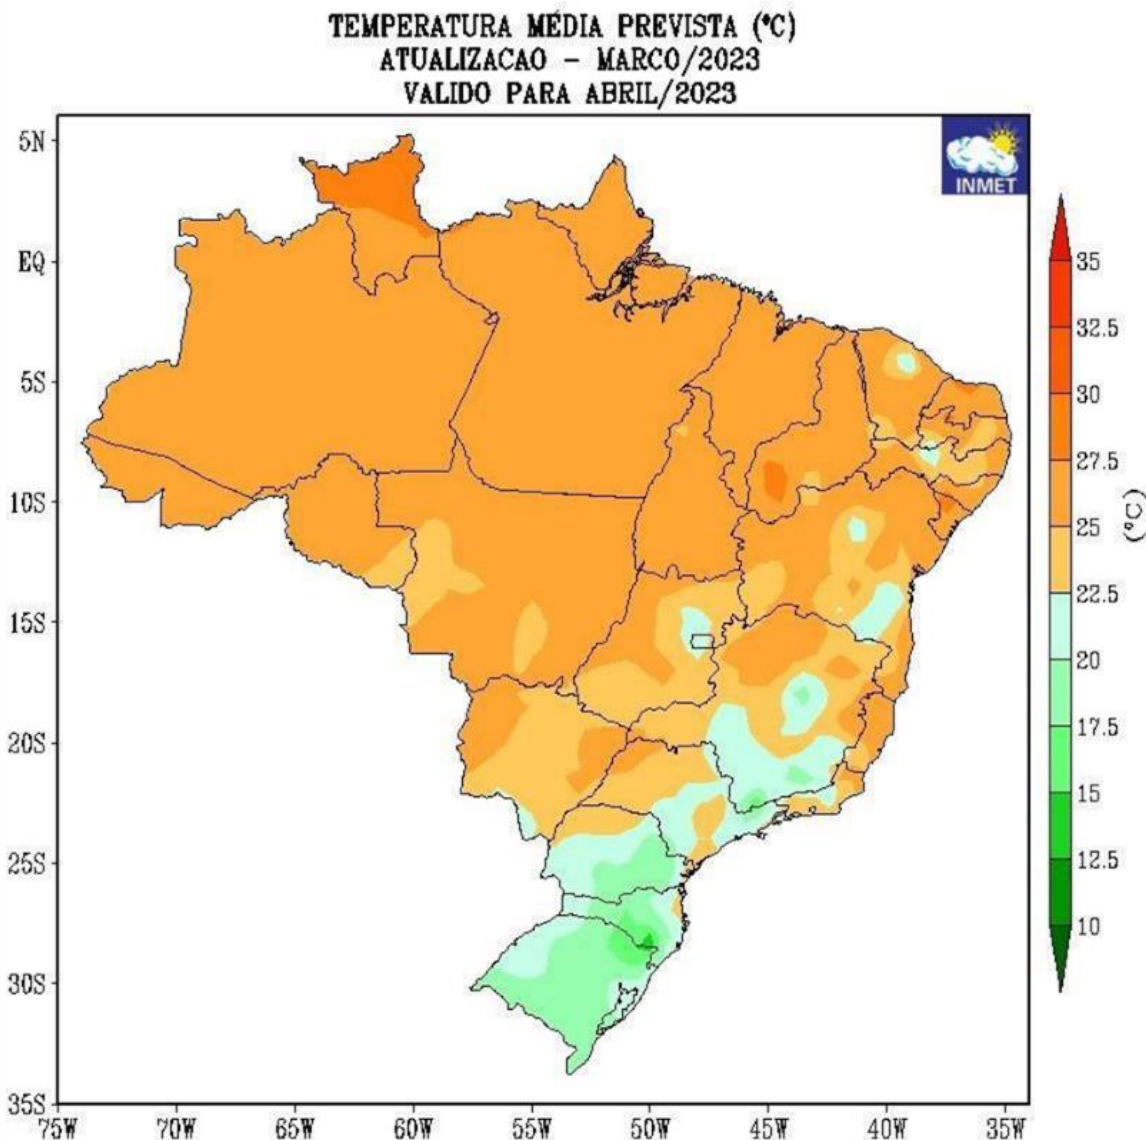 TEMPERATURA MÉDIA PREVISTA (°C)
ATUALIZACAO - MARCO/2023
VALIDO PARA ABRIL/2023
INMET
5N
EQ
5S
10S
15S
20S
25S
30S
35S
75W
70W
65W
60W
55W
50W
45W
40W
35W
35
32.5
30
27.5
25
22.5
20
17.5
15
12.5
10
(°C)